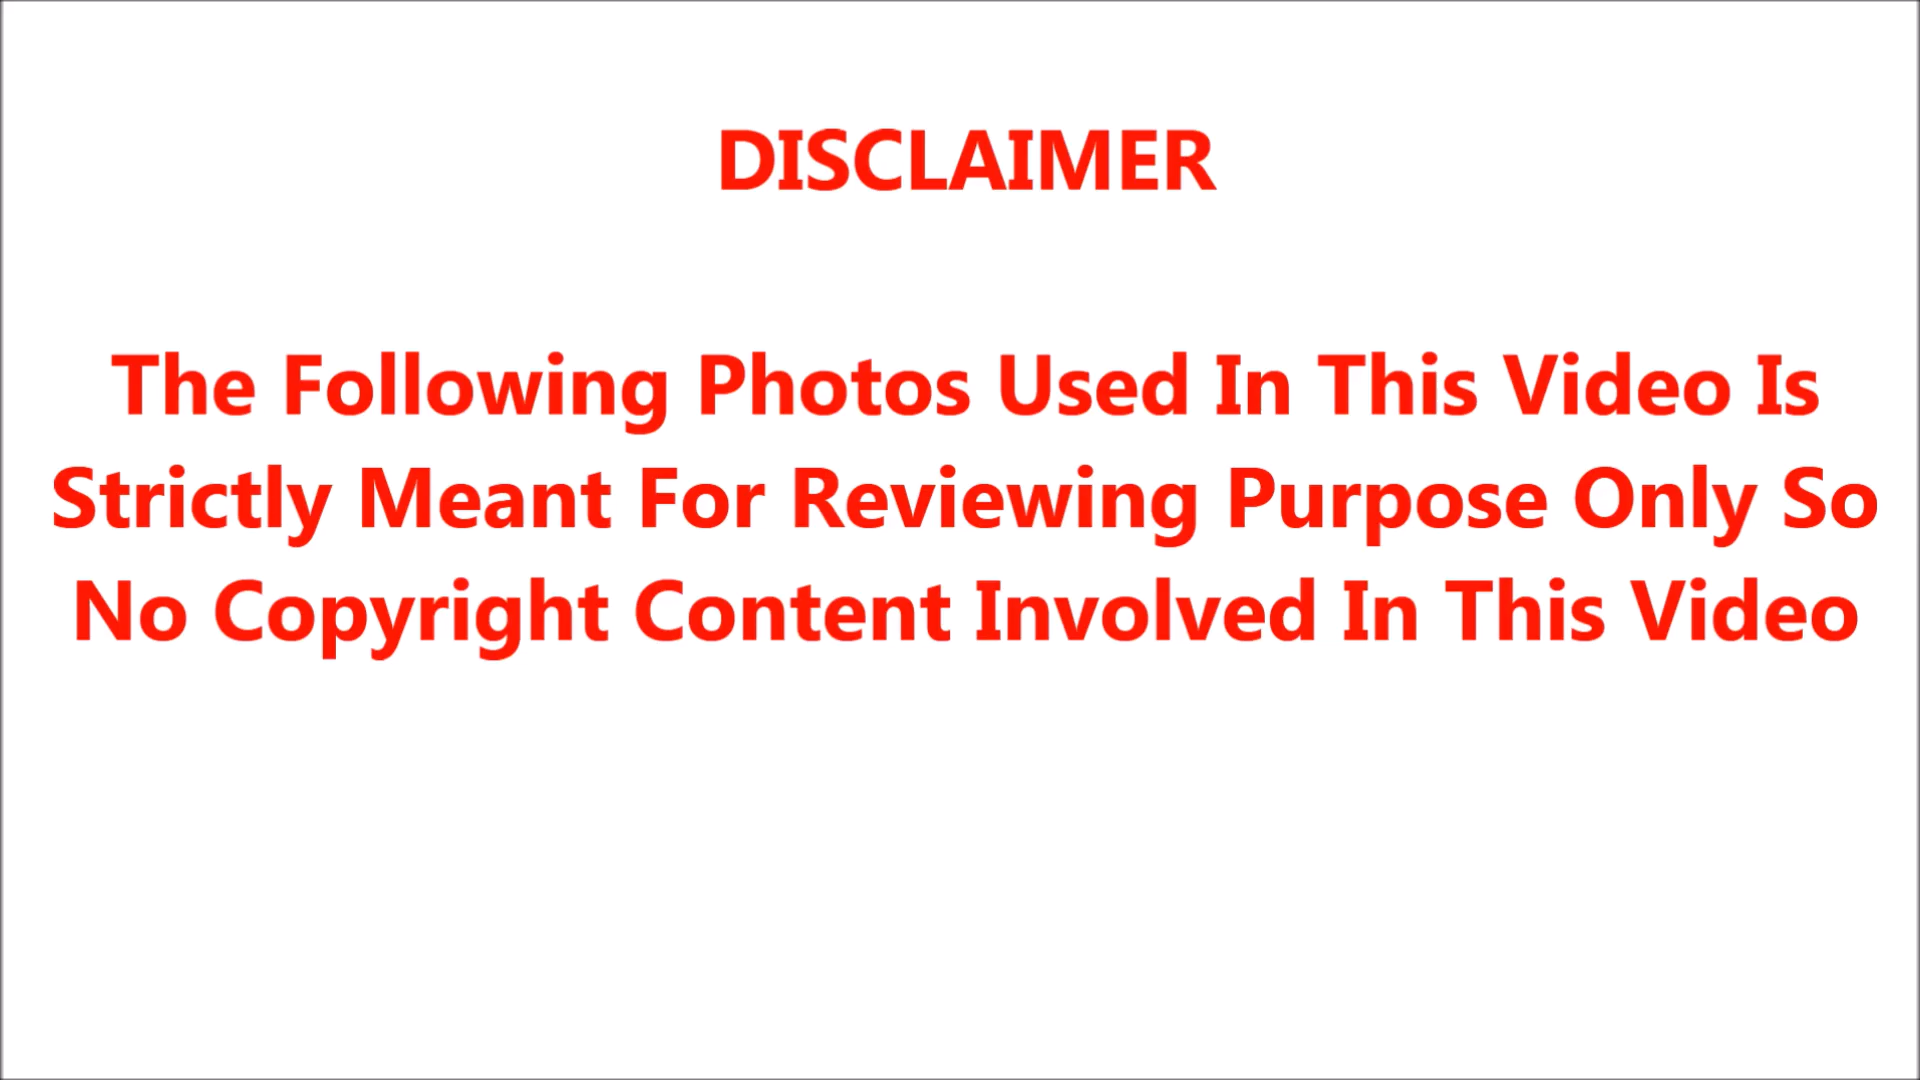 DISCLAIMER
The Following Photos Used In This Video Is
Strictly Meant For Reviewing Purpose Only So
No Copyright Content Involved In This Video